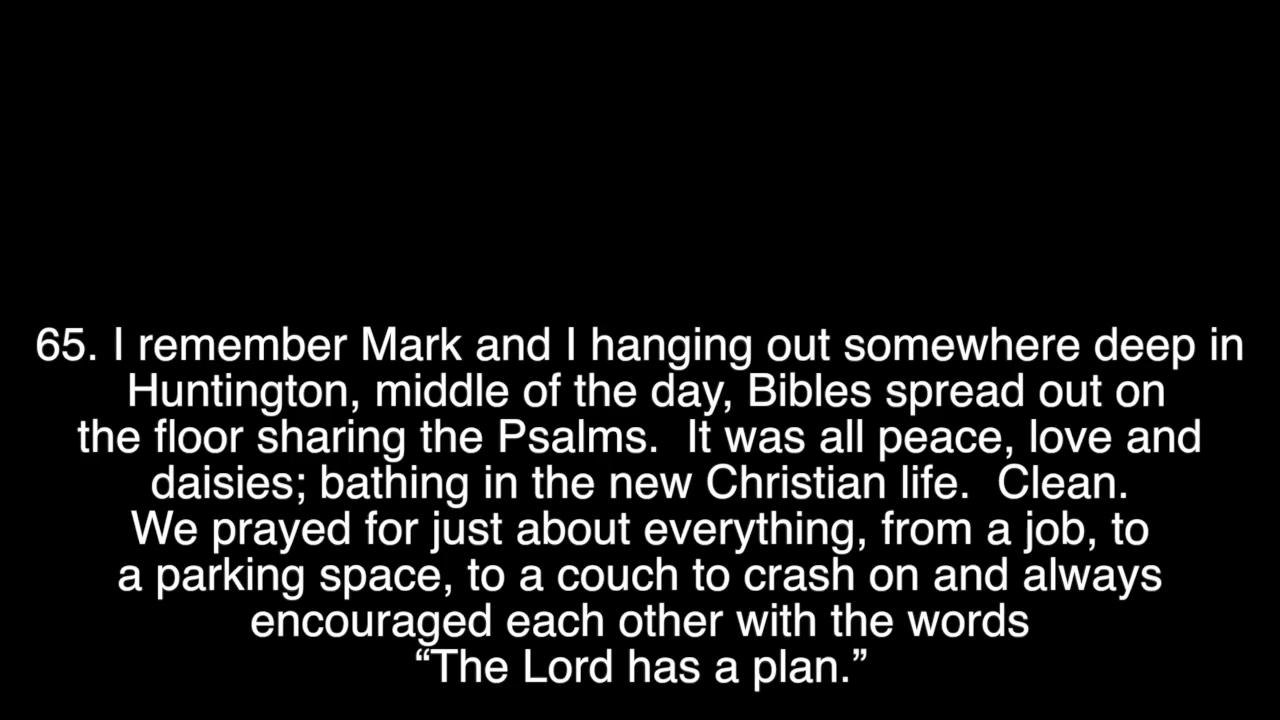 65. I remember Mark and I hanging out somewhere deep in
Huntington, middle of the day, Bibles spread out on
the floor sharing the Psalms.  It was all peace, love and
daisies; bathing in the new Christian life.  Clean.
We prayed for just about everything, from a job, to
a parking space, to a couch to crash on and always
encouraged each other with the words
“The Lord has a plan.”